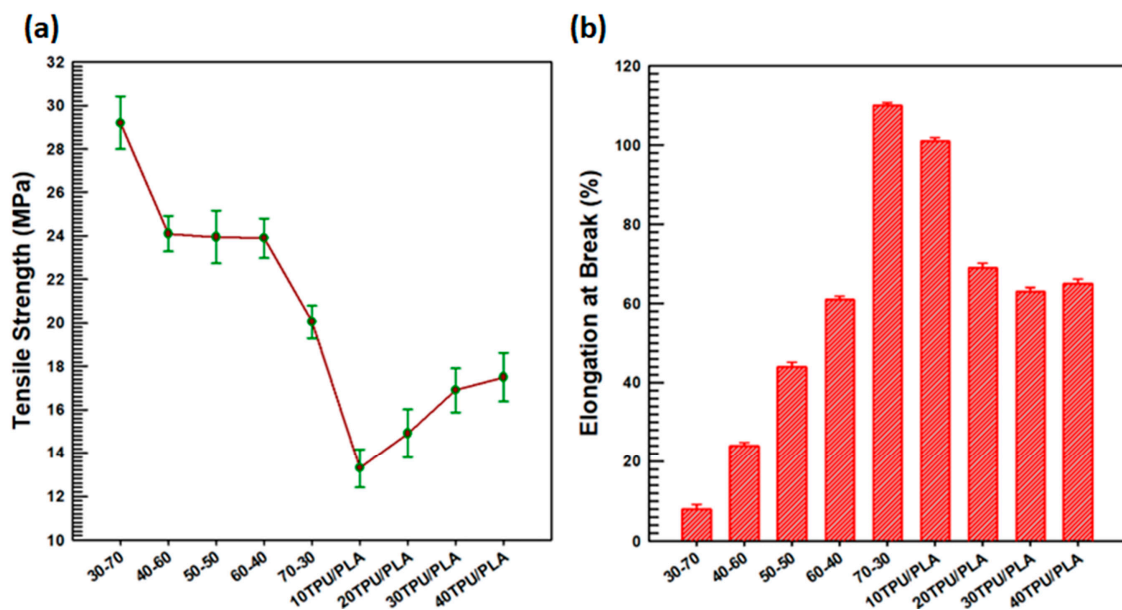 (a)
Tensile Strength (MPa)
32
30
28
26
24
22
20
18
16
14
12
10
30-70
40-60
50-50
60-40
70-30
10TPU/PLA
20TPU/PLA
30TPU/PLA
40TPU/PLA
(b)
Elongation at Break (%)
120
100
80
60
40
20
0
30-70
40-60
50-50
60-40
70-30
10TPU/PLA
20TPU/PLA
30TPU/PLA
40TPU/PLA